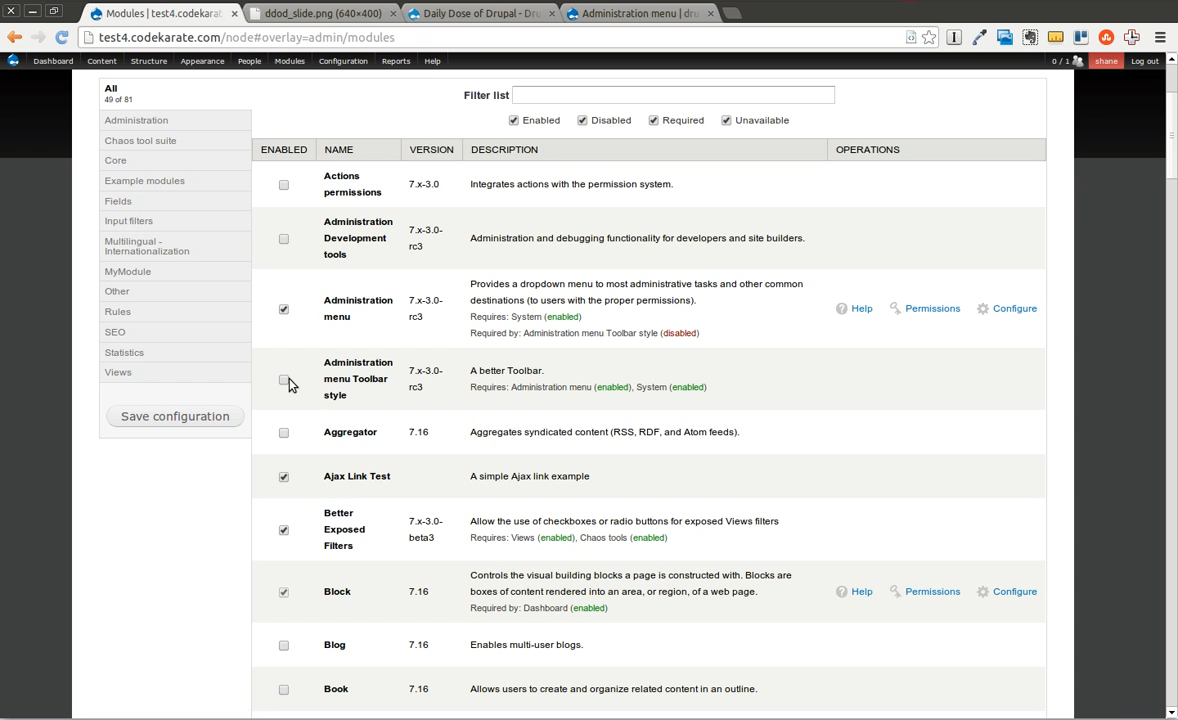 Modules | test4.codekarat
ddod_slide.png (640×400)
Daily Dose of Drupal - Dru
Administration menu | dru
test4.codekarate.com/node#overlay=admin/modules
Dashboard Content Structure Appearance People Modules Configuration Reports Help 0 / 1 shane Log out
All
49 of 81
Administration
Chaos tool suite
Core
Example modules
Fields
Input filters
Multilingual -
Internationalization
MyModule
Other
Rules
SEO
Statistics
Views
Save configuration
Filter list
Enabled Disabled Required Unavailable
ENABLED NAME VERSION DESCRIPTION OPERATIONS
Actions
permissions
7.x-3.0
Integrates actions with the permission system.
Administration
Development
tools
7.x-3.0-
rc3
Administration and debugging functionality for developers and site builders.
Administration
menu
7.x-3.0-
rc3
Provides a dropdown menu to most administrative tasks and other common
destinations (to users with the proper permissions).
Requires: System (enabled)
Required by: Administration menu Toolbar style (disabled)
Help Permissions Configure
Administration
menu Toolbar
style
7.x-3.0-
rc3
A better Toolbar.
Requires: Administration menu (enabled), System (enabled)
Aggregator
7.16
Aggregates syndicated content (RSS, RDF, and Atom feeds).
Ajax Link Test
A simple Ajax link example
Better
Exposed
Filters
7.x-3.0-
beta3
Allow the use of checkboxes or radio buttons for exposed Views filters
Requires: Views (enabled), Chaos tools (enabled)
Block
7.16
Controls the visual building blocks a page is constructed with. Blocks are
boxes of content rendered into an area, or region, of a web page.
Required by: Dashboard (enabled)
Help Permissions Configure
Blog
7.16
Enables multi-user blogs.
Book
7.16
Allows users to create and organize related content in an outline.